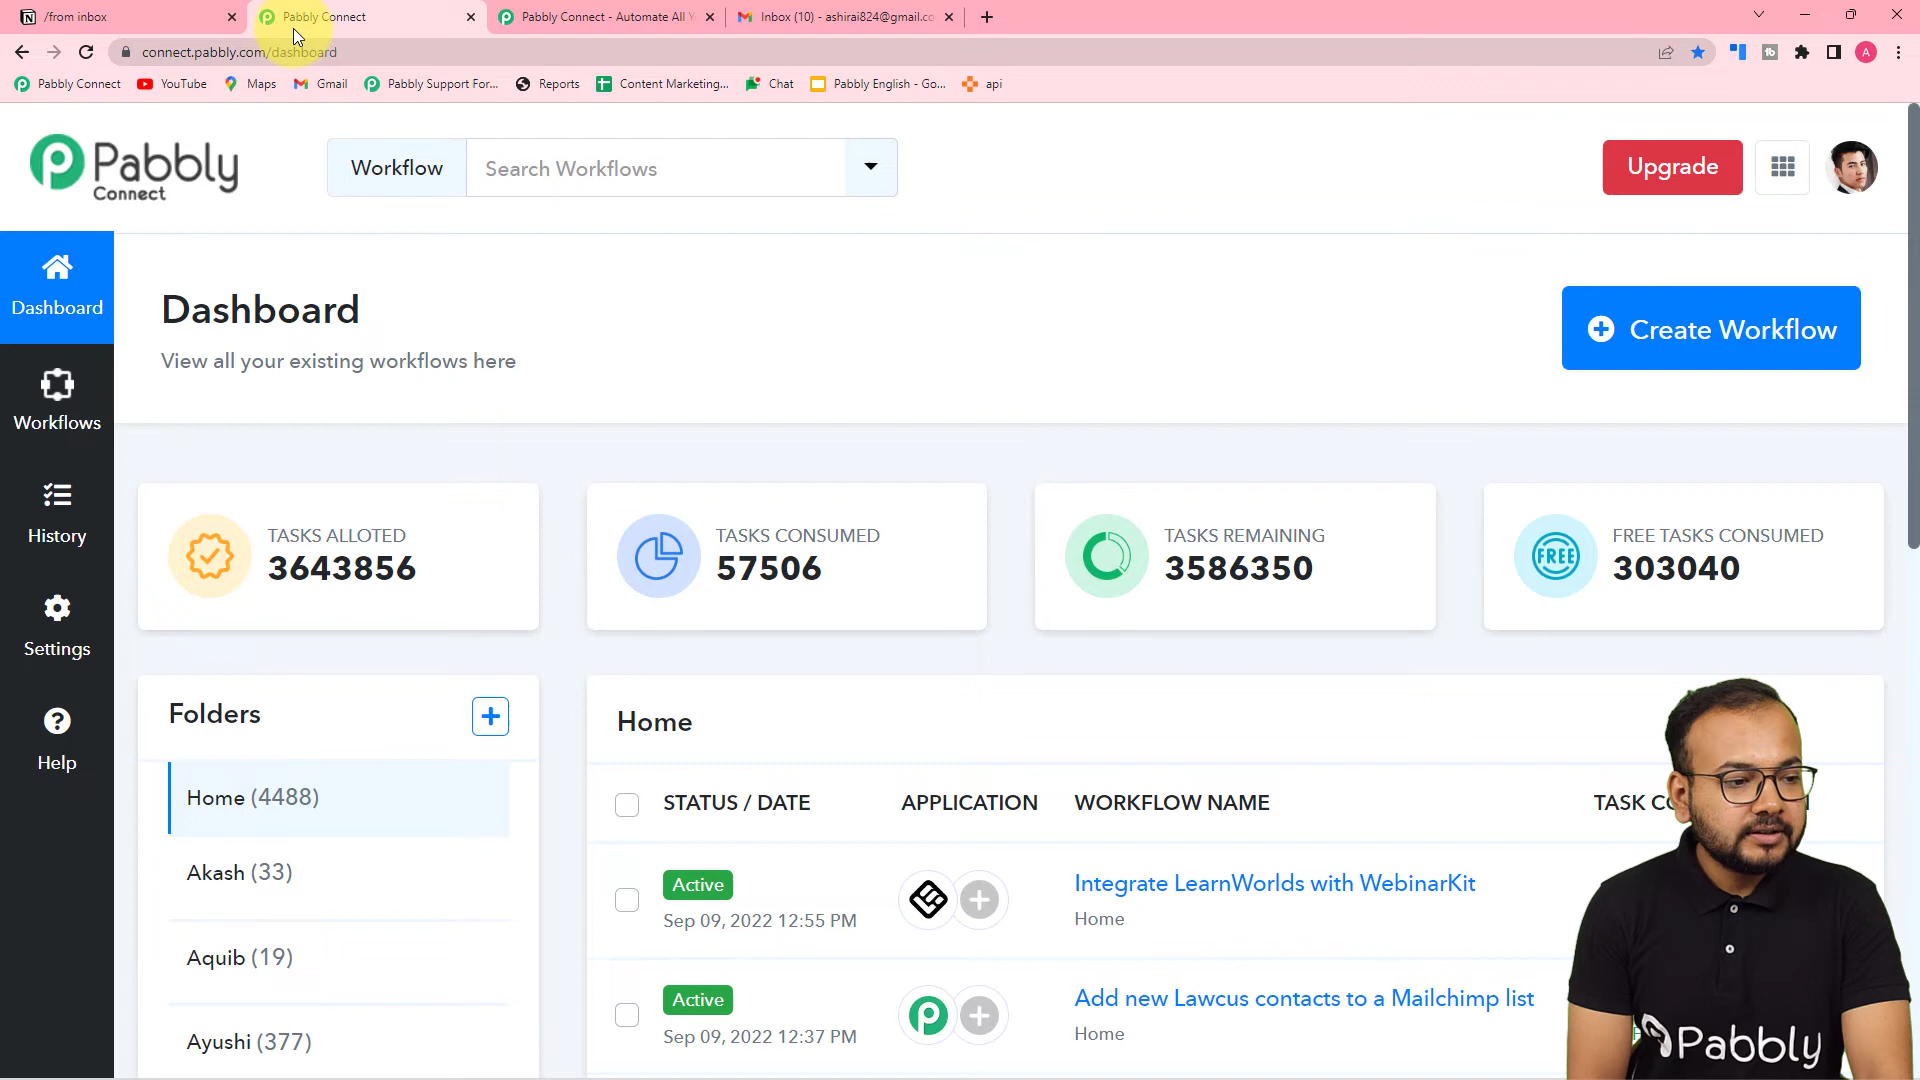 /from inbox
Pabbly Connect
Pabbly Connect - Automate All Y
Inbox (10) - ashirai824@gmail.co
connect.pabbly.com/dashboard
A
Pabbly Connect
YouTube
Maps
Gmail
Pabbly Support For...
Reports
Content Marketing...
Chat
Pabbly English - Go...
api
Pabbly
Connect
Workflow
Search Workflows
Upgrade
Dashboard
Workflows
History
Settings
Help
Dashboard
View all your existing workflows here
Create Workflow
TASKS ALLOTED
3643856
TASKS CONSUMED
57506
TASKS REMAINING
3586350
FREE
FREE TASKS CONSUMED
303040
Folders
Home (4488)
Akash (33)
Aquib (19)
Ayushi (377)
Home
STATUS / DATE
APPLICATION
WORKFLOW NAME
TASK
Active
Sep 09, 2022 12:55 PM
Integrate LearnWorlds with WebinarKit
Home
Active
Sep 09, 2022 12:37 PM
Add new Lawcus contacts to a Mailchimp list
Home
Pabbly